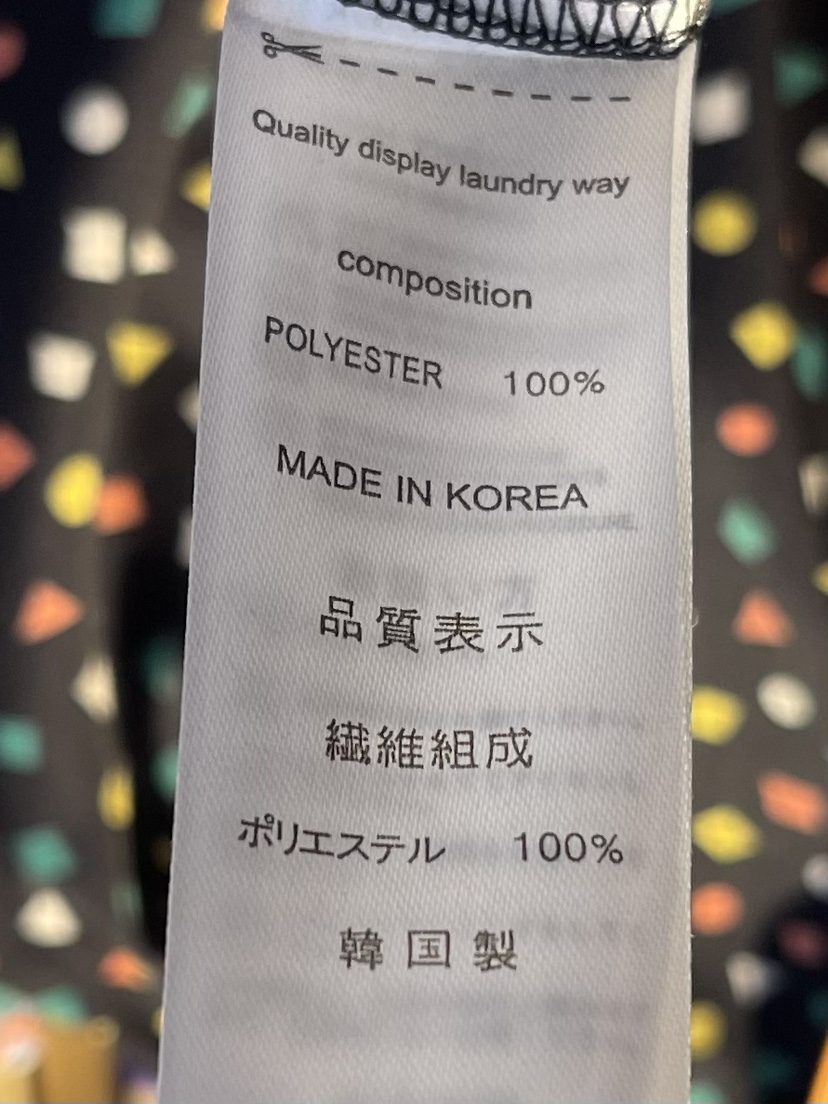 Quality display laundry way
composition
POLYESTER 100%
MADE IN KOREA
品質表示
繊維組成
ポリエステル 100%
韓国製